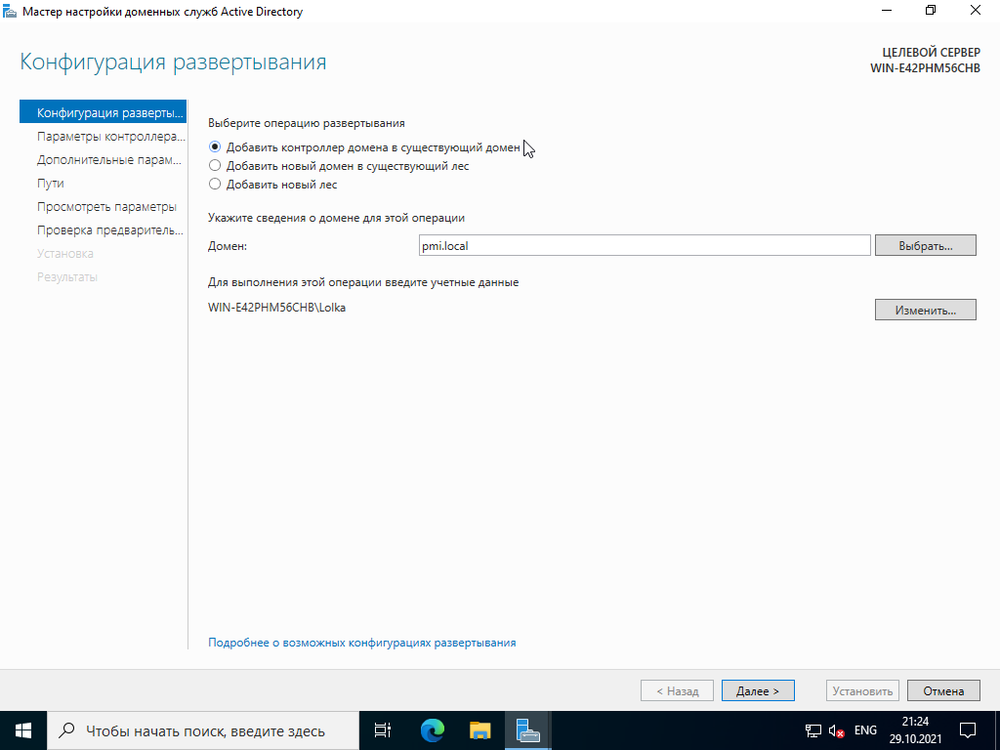 Мастер настройки доменных служб Active Directory
Конфигурация развертывания
ЦЕЛЕВОЙ СЕРВЕР
WIN-E42PHM56CHB
Конфигурация разверты...
Параметры контроллера...
Дополнительные парам...
Пути
Просмотреть параметры
Проверка предваритель...
Установка
Результаты
Выберите операцию развертывания
Добавить контроллер домена в существующий домен
Добавить новый домен в существующий лес
Добавить новый лес
Укажите сведения о домене для этой операции
Домен:
pmi.local
Выбрать...
Для выполнения этой операции введите учетные данные
WIN-E42PHM56CHB\Lolka
Изменить...
Подробнее о возможных конфигурациях развертывания
< Назад
Далее >
Установить
Отмена
Чтобы начать поиск, введите здесь
ENG
21:24
29.10.2021